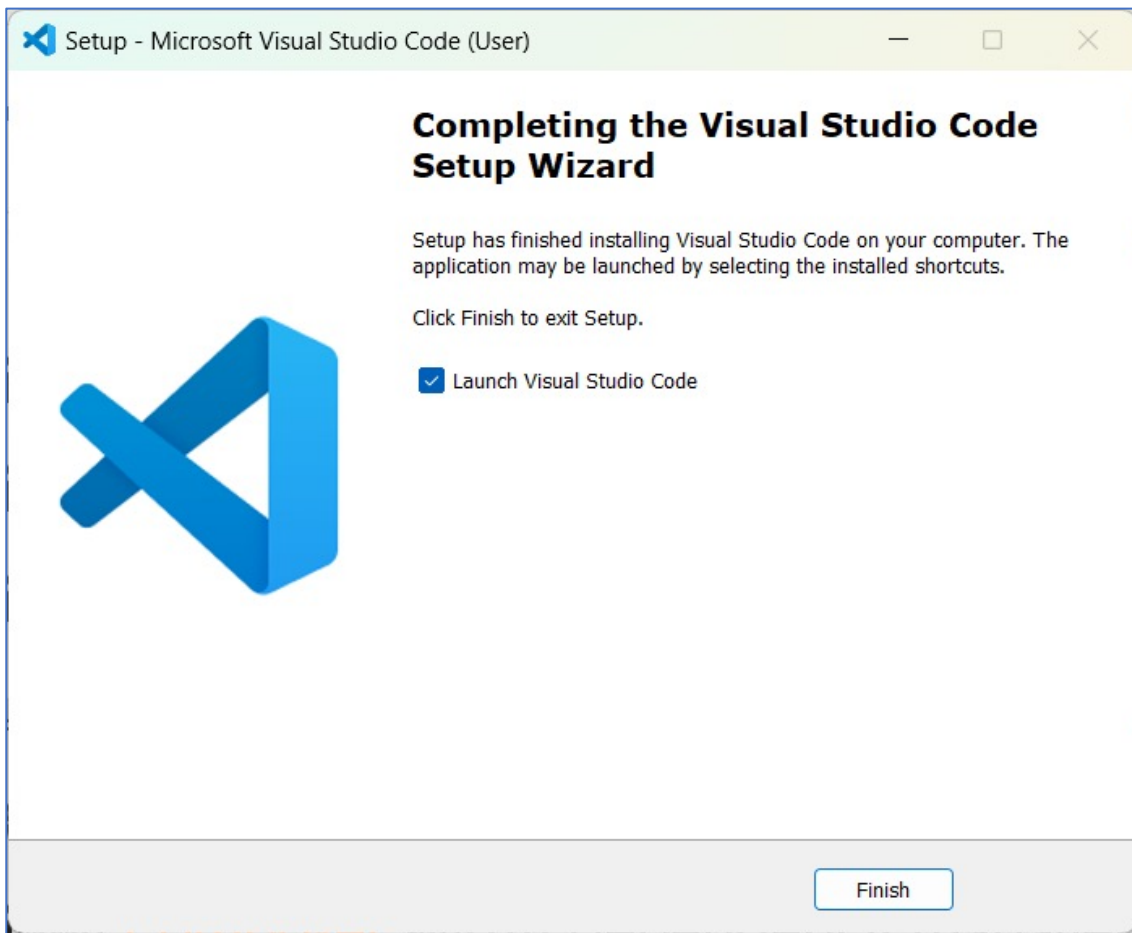 Setup - Microsoft Visual Studio Code (User)
Completing the Visual Studio Code
Setup Wizard
Setup has finished installing Visual Studio Code on your computer. The
application may be launched by selecting the installed shortcuts.
Click Finish to exit Setup.
Launch Visual Studio Code
Finish